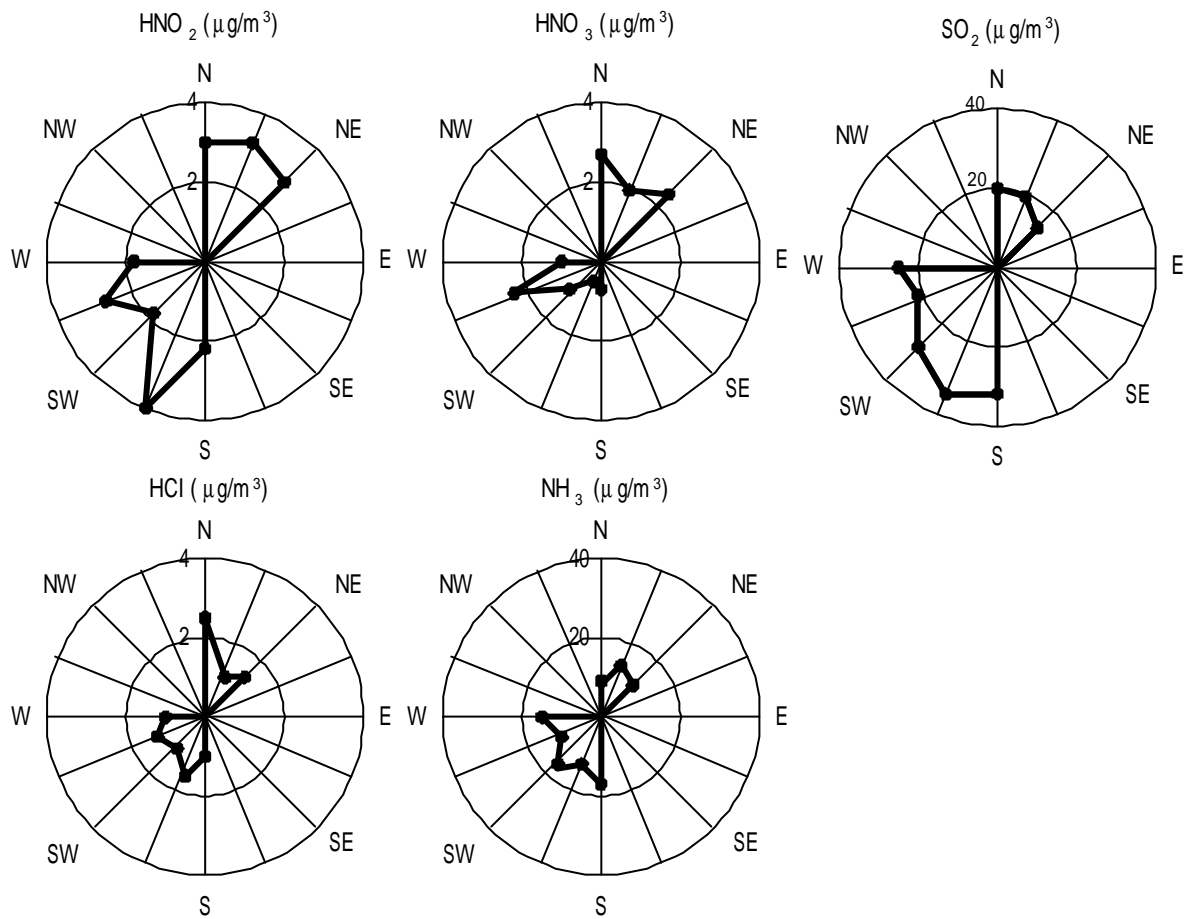 HNO2 (μg/m3)
N
4
NW
NE
2
W
E
SW
SE
S
HNO3 (μg/m3)
N
4
NW
NE
2
W
E
SW
SE
S
SO2 (μg/m3)
N
40
NW
NE
20
W
E
SW
SE
S
HCl (μg/m3)
N
4
NW
NE
2
W
E
SW
SE
S
NH3 (μg/m3)
N
40
NW
NE
20
W
E
SW
SE
S